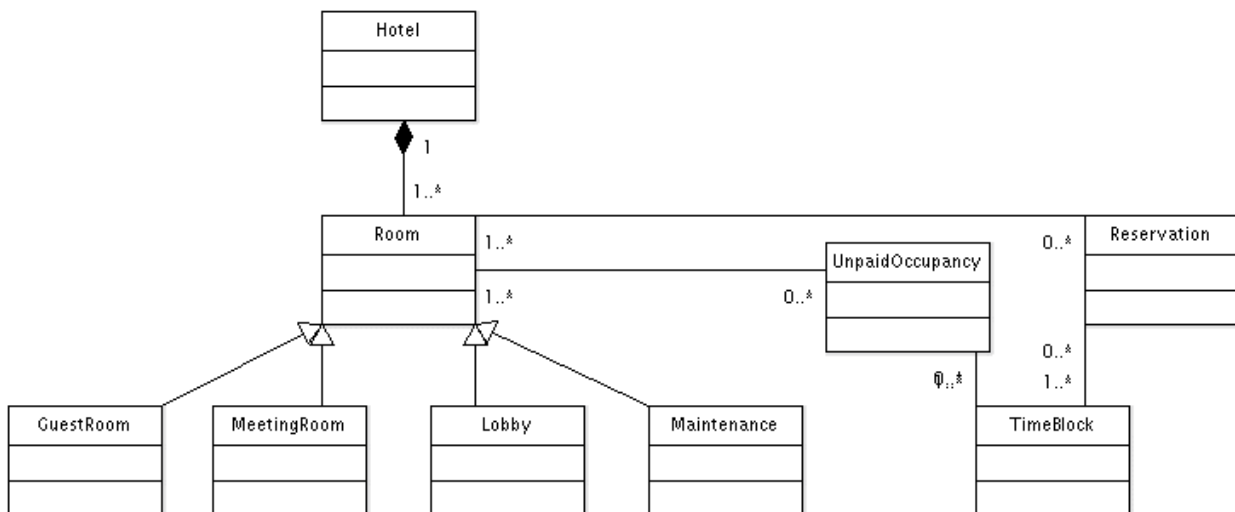 Hotel
1
1..*
Room
1..*
0..*
Reservation
UnpaidOccupancy
1..*
0..*
0..*
1..*
GuestRoom
MeetingRoom
Lobby
Maintenance
TimeBlock